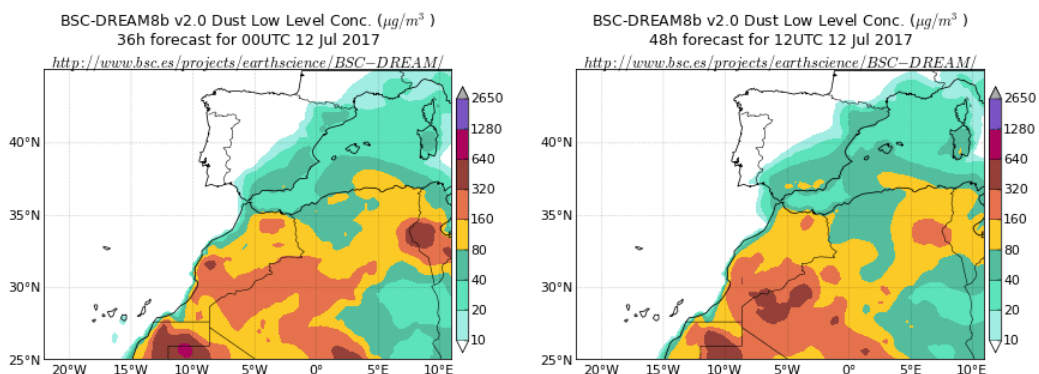 BSC-DREAM8b v2.0 Dust Low Level Conc. (μg/m³ )
36h forecast for 00UTC 12 Jul 2017
http://www.bsc.es/projects/earthscience/BSC−DREAM/
40°N
35°N
30°N
25°N
20°W 15°W 10°W 5°W 0° 5°E 10°E
2650
1280
640
320
160
80
40
20
10
BSC-DREAM8b v2.0 Dust Low Level Conc. (μg/m³ )
48h forecast for 12UTC 12 Jul 2017
http://www.bsc.es/projects/earthscience/BSC−DREAM/
40°N
35°N
30°N
25°N
20°W 15°W 10°W 5°W 0° 5°E 10°E
2650
1280
640
320
160
80
40
20
10